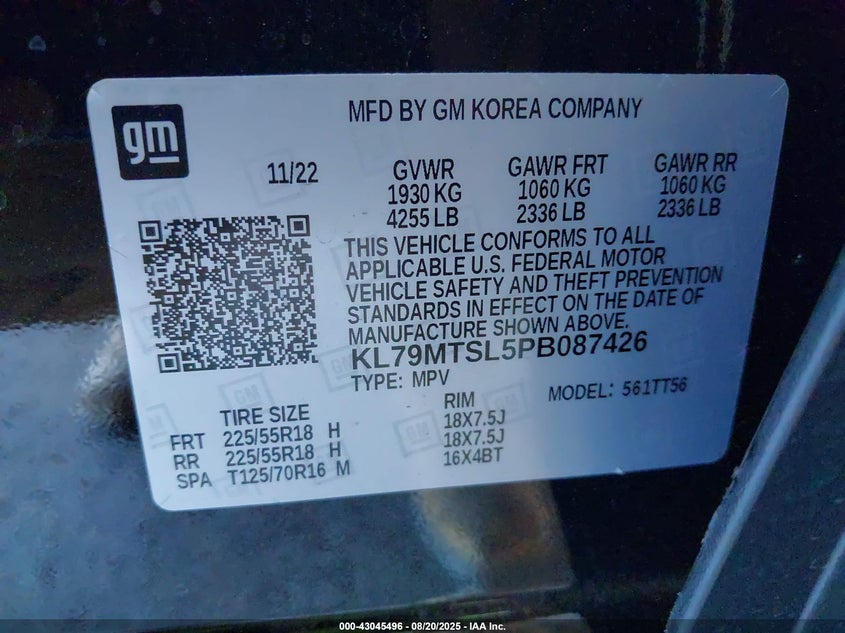 gm
MFD BY GM KOREA COMPANY
11/22 GVWR GAWR FRT GAWR RR
1930 KG 1060 KG 1060 KG
4255 LB 2336 LB 2336 LB
THIS VEHICLE CONFORMS TO ALL
APPLICABLE U.S. FEDERAL MOTOR
VEHICLE SAFETY AND THEFT PREVENTION
STANDARDS IN EFFECT ON THE DATE OF
MANUFACTURE SHOWN ABOVE.
KL79MTSL5PB087426
TYPE: MPV MODEL: 561TT56
TIRE SIZE RIM
FRT 225/55R18 H 18X7.5J
RR 225/55R18 H 18X7.5J
SPA T125/70R16 M 16X4BT
000-43045496 - 08/20/2025 - IAA Inc.